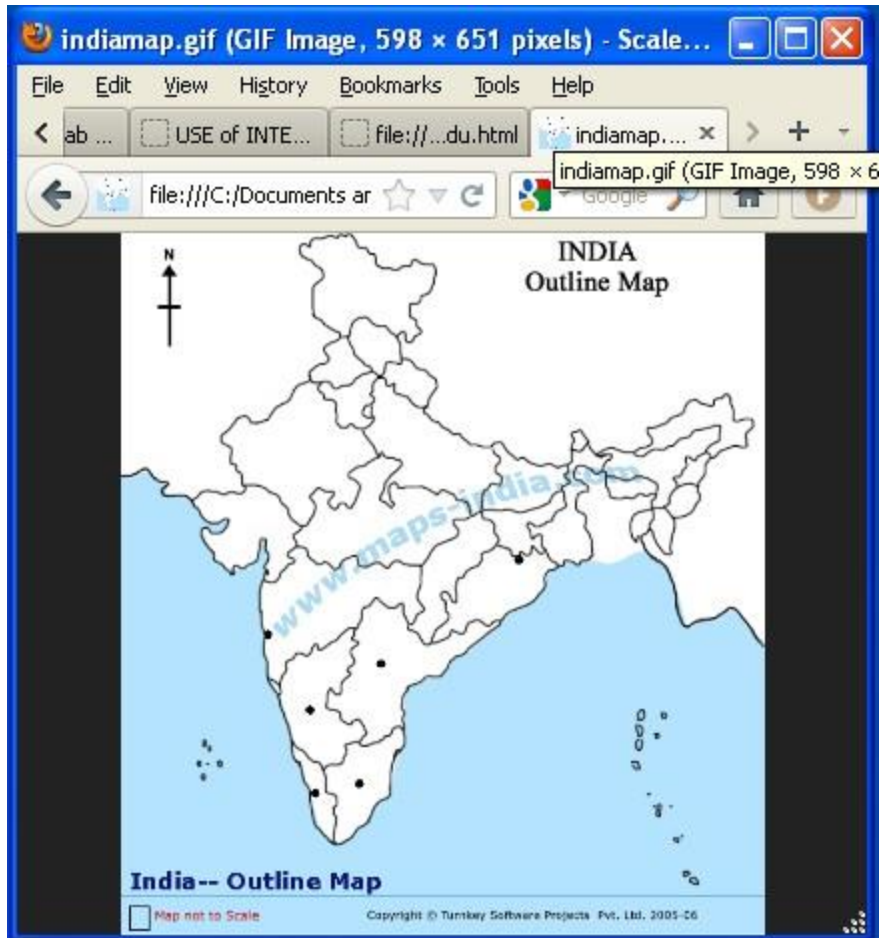 indiamap.gif (GIF Image, 598 × 651 pixels) - Scale...
File Edit View History Bookmarks Tools Help
ab ... USE of INTE... file://...du.html indiamap.... ×
indiamap.gif (GIF Image, 598 × 6
file:///C:/Documents ar Google
N
INDIA
Outline Map
www.maps-india.com
India-- Outline Map
Map not to Scale Copyright © Turnkey Software Projects Pvt. Ltd. 2005-06